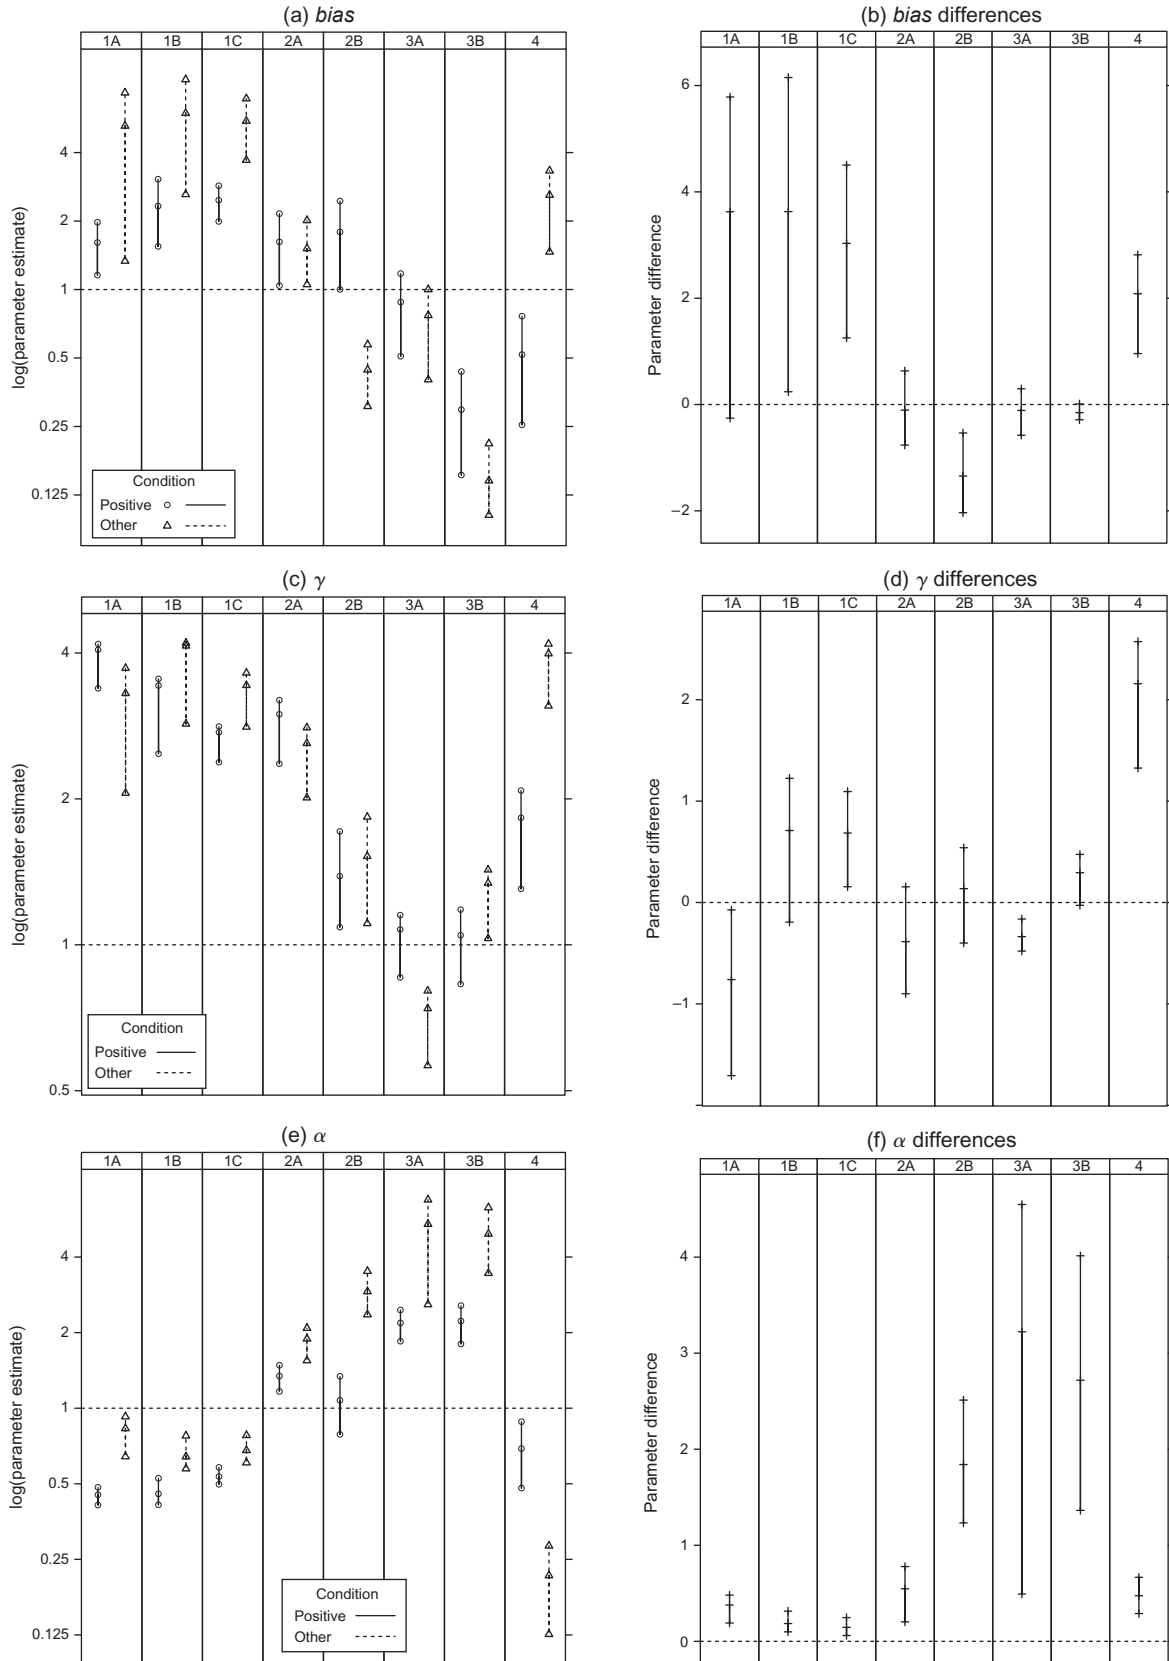 (a) bias
1A 1B 1C 2A 2B 3A 3B 4
log(parameter estimate)
4
2
1
0.5
0.25
0.125
Condition
Positive
Other
(b) bias differences
1A 1B 1C 2A 2B 3A 3B 4
Parameter difference
6
4
2
0
−2
(c) γ
1A 1B 1C 2A 2B 3A 3B 4
log(parameter estimate)
4
2
1
0.5
Condition
Positive
Other
(d) γ differences
1A 1B 1C 2A 2B 3A 3B 4
Parameter difference
2
1
0
−1
(e) α
1A 1B 1C 2A 2B 3A 3B 4
log(parameter estimate)
4
2
1
0.5
0.25
0.125
Condition
Positive
Other
(f) α differences
1A 1B 1C 2A 2B 3A 3B 4
Parameter difference
4
3
2
1
0